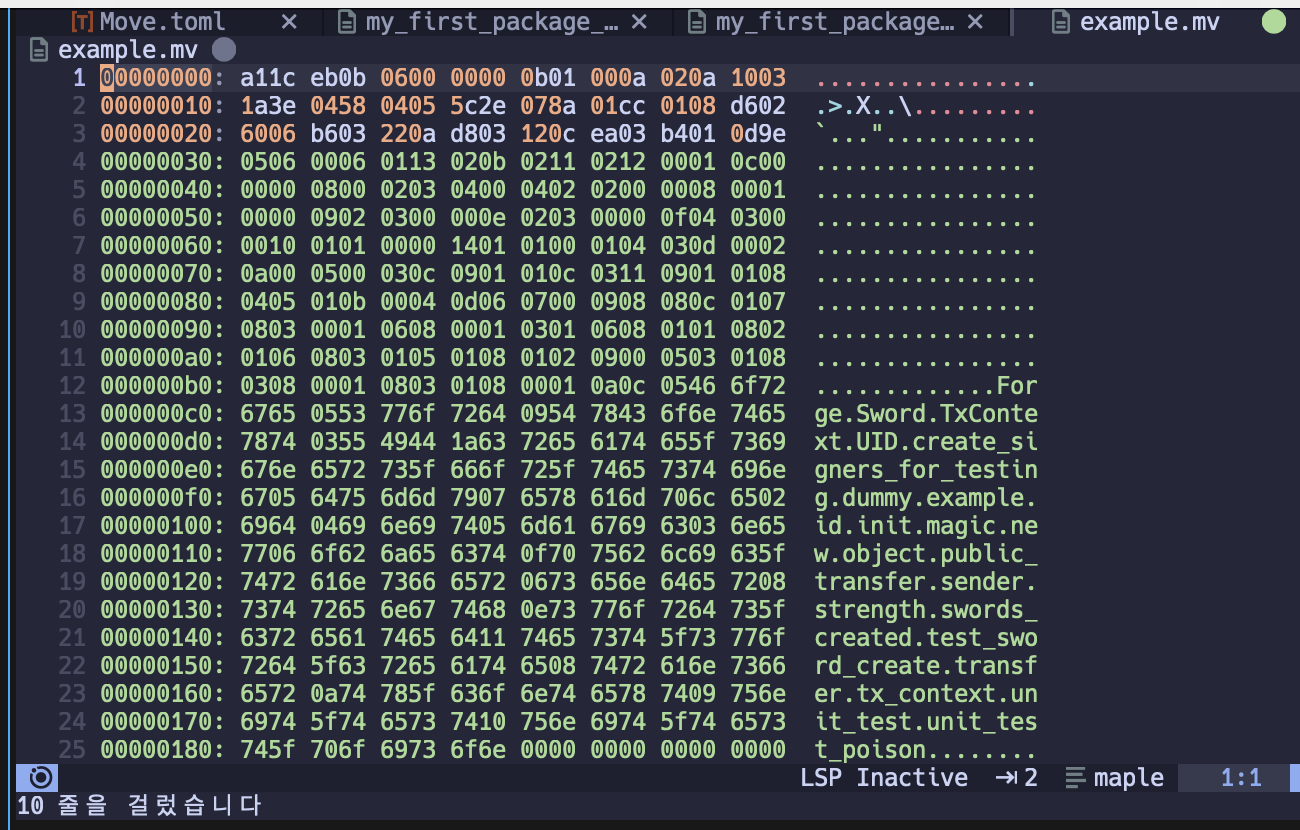 [T] Move.toml ✕ my_first_package_… ✕ my_first_package… ✕ example.mv
example.mv
1 00000000: a11c eb0b 0600 0000 0b01 000a 020a 1003 ................
2 00000010: 1a3e 0458 0405 5c2e 078a 01cc 0108 d602 .>.X..\.........
3 00000020: 6006 b603 220a d803 120c ea03 b401 0d9e `..."...........
4 00000030: 0506 0006 0113 020b 0211 0212 0001 0c00 ................
5 00000040: 0000 0800 0203 0400 0402 0200 0008 0001 ................
6 00000050: 0000 0902 0300 000e 0203 0000 0f04 0300 ................
7 00000060: 0010 0101 0000 1401 0100 0104 030d 0002 ................
8 00000070: 0a00 0500 030c 0901 010c 0311 0901 0108 ................
9 00000080: 0405 010b 0004 0d06 0700 0908 080c 0107 ................
10 00000090: 0803 0001 0608 0001 0301 0608 0101 0802 ................
11 000000a0: 0106 0803 0105 0108 0102 0900 0503 0108 ................
12 000000b0: 0308 0001 0803 0108 0001 0a0c 0546 6f72 .............For
13 000000c0: 6765 0553 776f 7264 0954 7843 6f6e 7465 ge.Sword.TxConte
14 000000d0: 7874 0355 4944 1a63 7265 6174 655f 7369 xt.UID.create_si
15 000000e0: 676e 6572 735f 666f 725f 7465 7374 696e gners_for_testin
16 000000f0: 6705 6475 6d6d 7907 6578 616d 706c 6502 g.dummy.example.
17 00000100: 6964 0469 6e69 7405 6d61 6769 6303 6e65 id.init.magic.ne
18 00000110: 7706 6f62 6a65 6374 0f70 7562 6c69 635f w.object.public_
19 00000120: 7472 616e 7366 6572 0673 656e 6465 7208 transfer.sender.
20 00000130: 7374 7265 6e67 7468 0e73 776f 7264 735f strength.swords_
21 00000140: 6372 6561 7465 6411 7465 7374 5f73 776f created.test_swo
22 00000150: 7264 5f63 7265 6174 6508 7472 616e 7366 rd_create.transf
23 00000160: 6572 0a74 785f 636f 6e74 6578 7409 756e er.tx_context.un
24 00000170: 6974 5f74 6573 7410 756e 6974 5f74 6573 it_test.unit_tes
25 00000180: 745f 706f 6973 6f6e 0000 0000 0000 0000 t_poison........
LSP Inactive ⇥ 2 maple 1:1
10 줄을 걸렀습니다